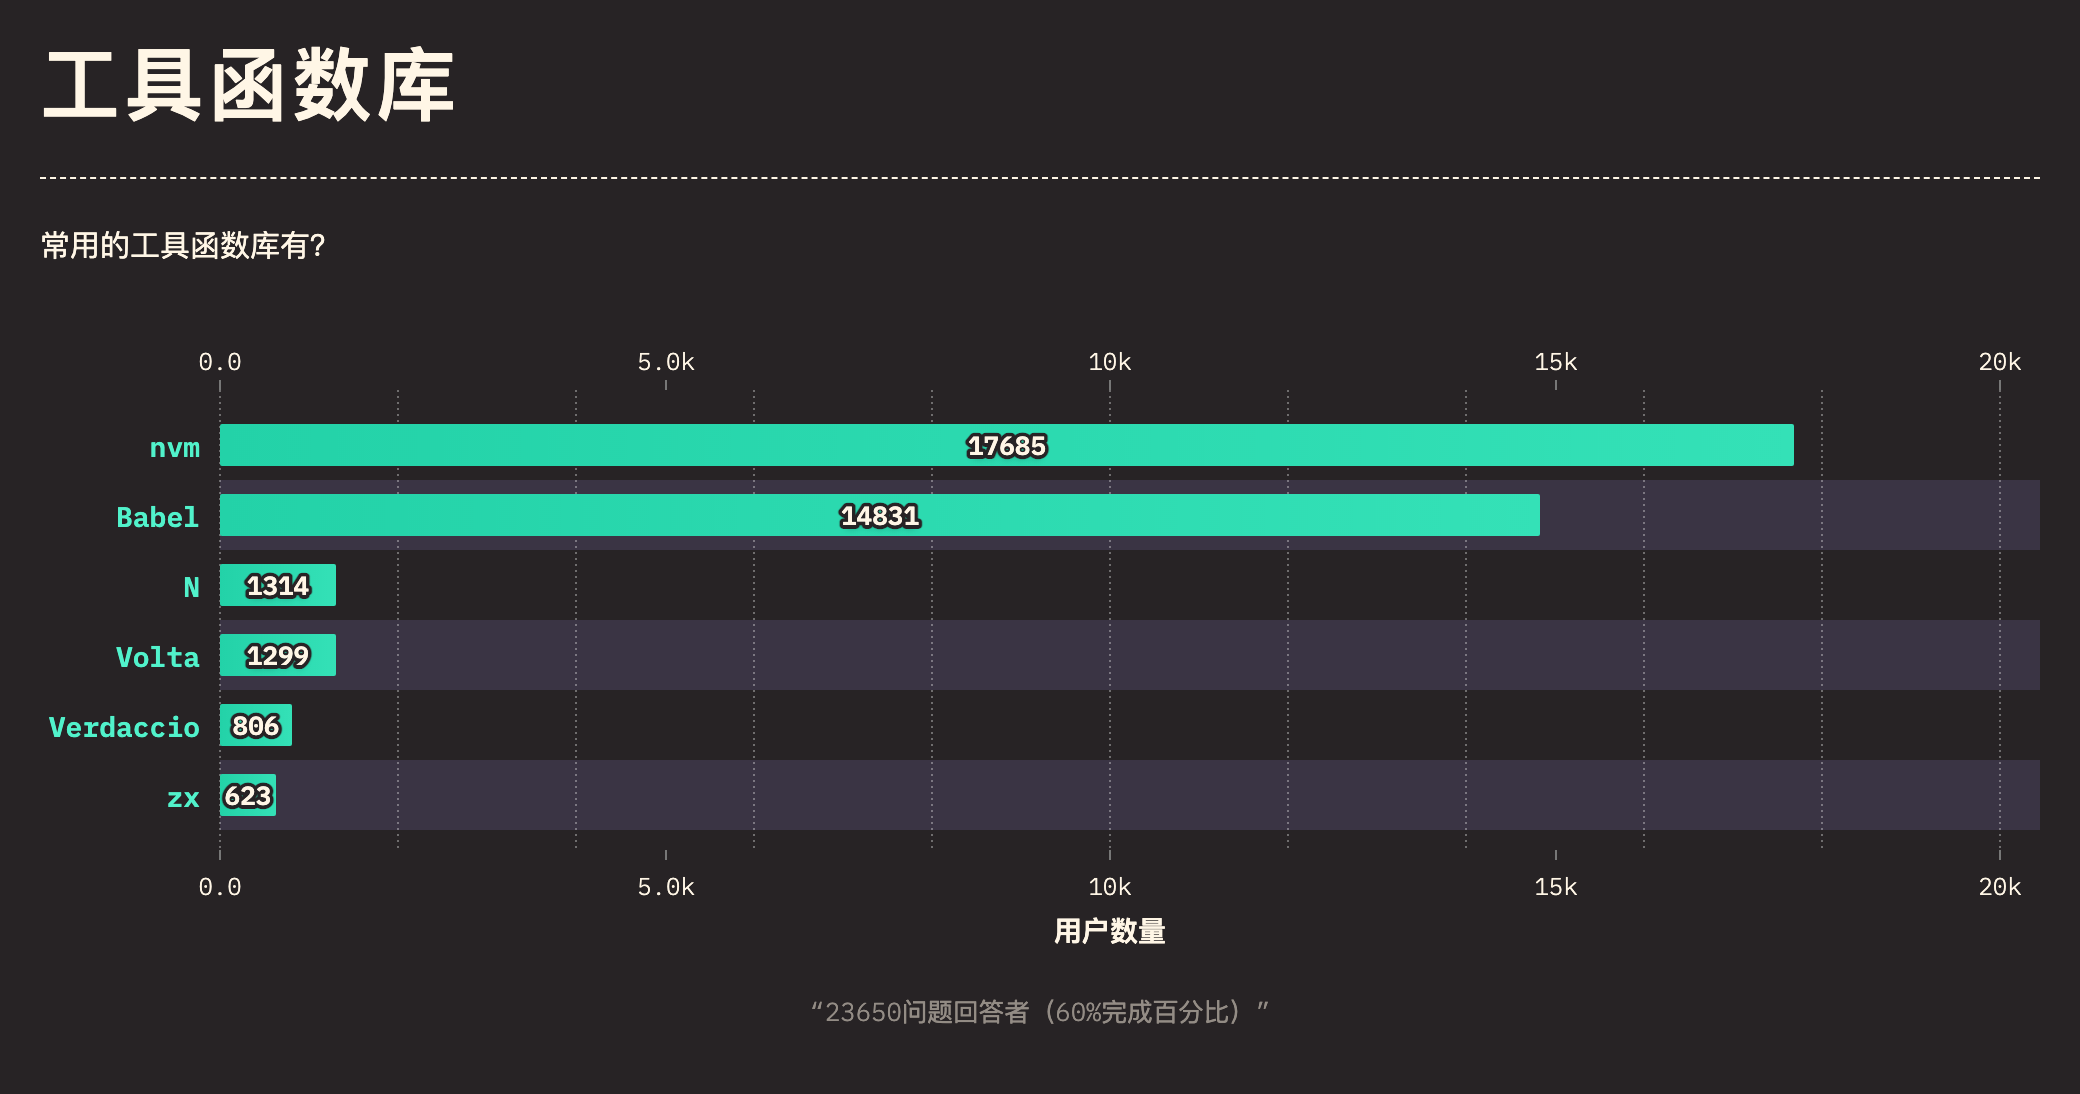 工具函数库
常用的工具函数库有?
0.0 5.0k 10k 15k 20k
nvm 17685
Babel 14831
N 1314
Volta 1299
Verdaccio 806
zx 623
0.0 5.0k 10k 15k 20k
用户数量
“23650问题回答者（60%完成百分比）”